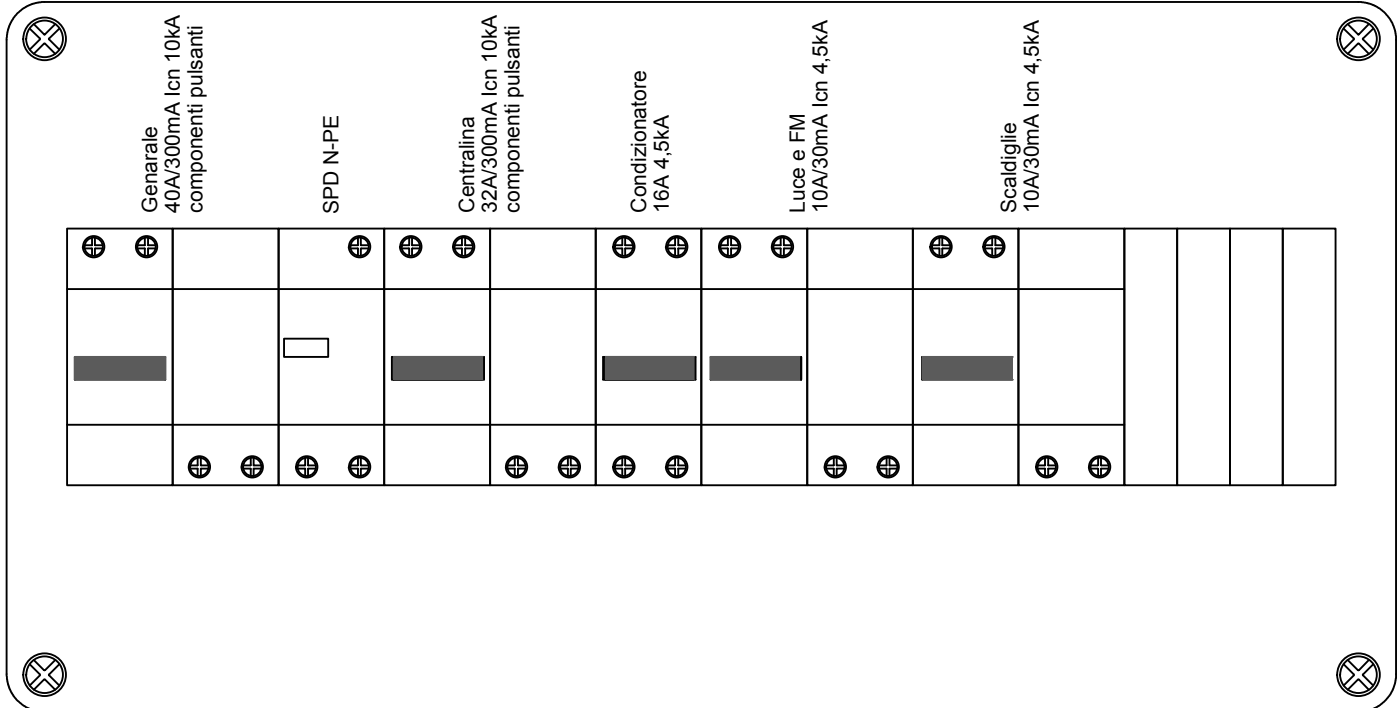 Genarale
40A/300mA Icn 10kA
componenti pulsanti
SPD N-PE
Centralina
32A/300mA Icn 10kA
componenti pulsanti
Condizionatore
16A 4,5kA
Luce e FM
10A/30mA Icn 4,5kA
Scaldiglie
10A/30mA Icn 4,5kA